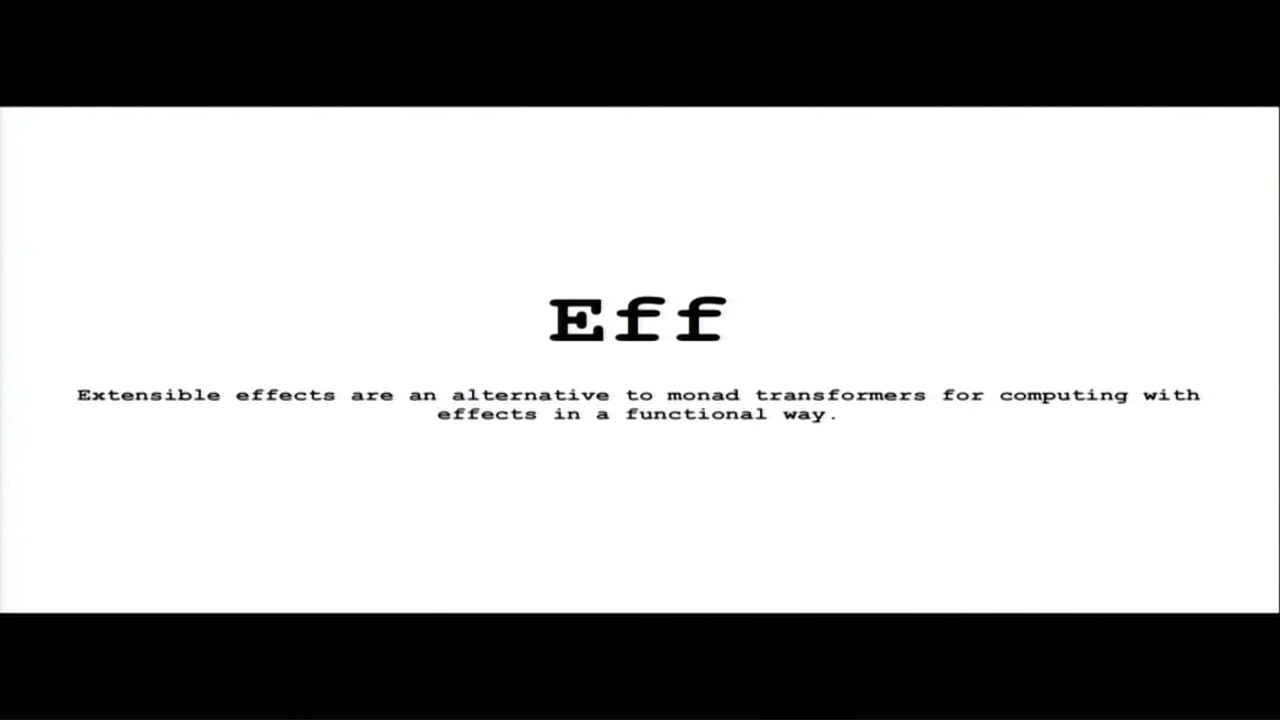 Eff
Extensible effects are an alternative to monad transformers for computing with
effects in a functional way.